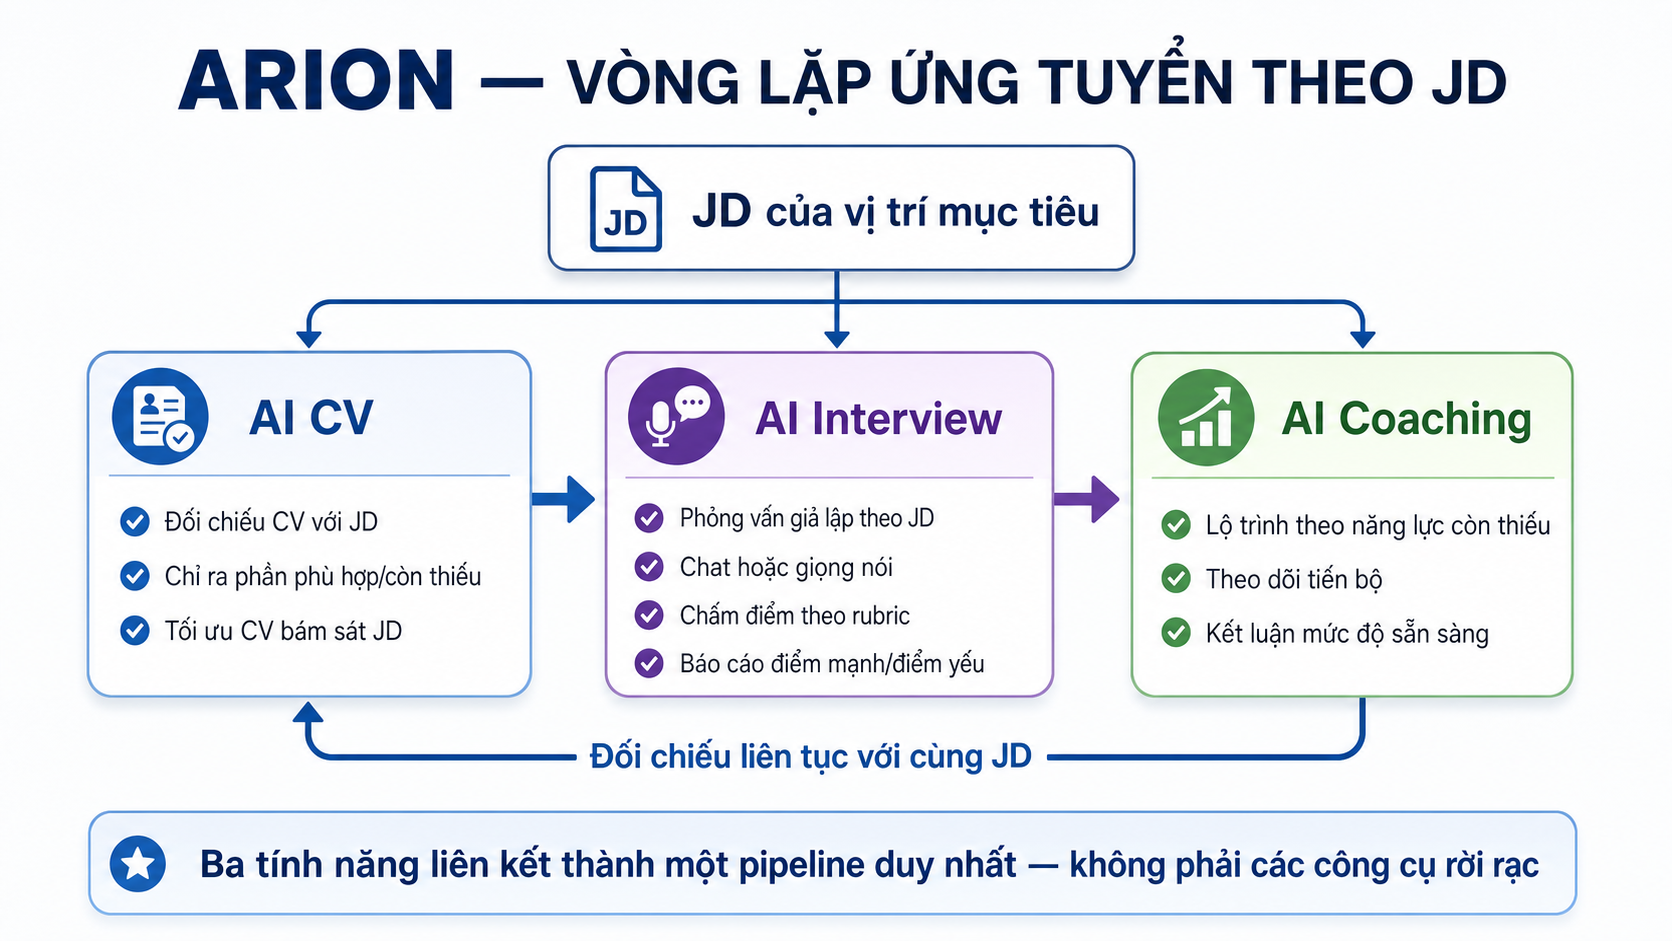 ARION — VÒNG LẶP ỨNG TUYỂN THEO JD
JD
JD của vị trí mục tiêu
AI CV
Đối chiếu CV với JD
Chỉ ra phần phù hợp/còn thiếu
Tối ưu CV bám sát JD
AI Interview
Phỏng vấn giả lập theo JD
Chat hoặc giọng nói
Chấm điểm theo rubric
Báo cáo điểm mạnh/điểm yếu
AI Coaching
Lộ trình theo năng lực còn thiếu
Theo dõi tiến bộ
Kết luận mức độ sẵn sàng
Đối chiếu liên tục với cùng JD
Ba tính năng liên kết thành một pipeline duy nhất — không phải các công cụ rời rạc